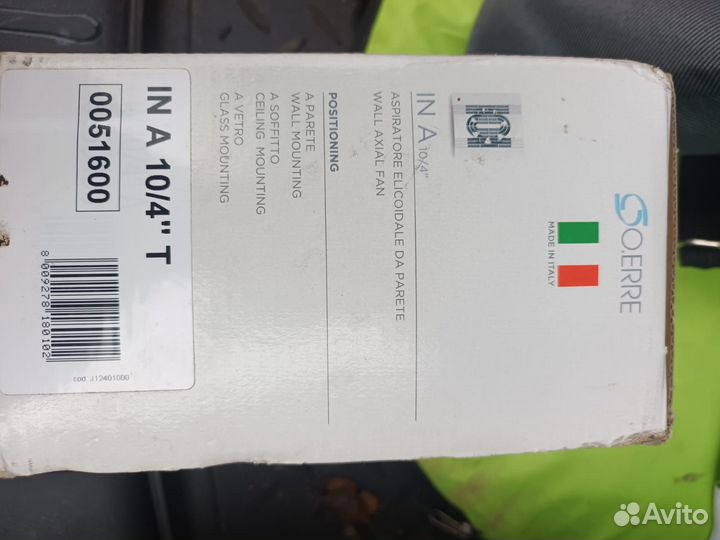 SO.ERRE
MADE IN ITALY
IN A 10/4"
ASPIRATORE ELICOIDALE DA PARETE
WALL AXIAL FAN
POSITIONING
A PARETE
WALL MOUNTING
A SOFFITTO
CEILING MOUNTING
A VETRO
GLASS MOUNTING
IN A 10/4" T
0051600
8 009278 180102
cod J12401000
Avito